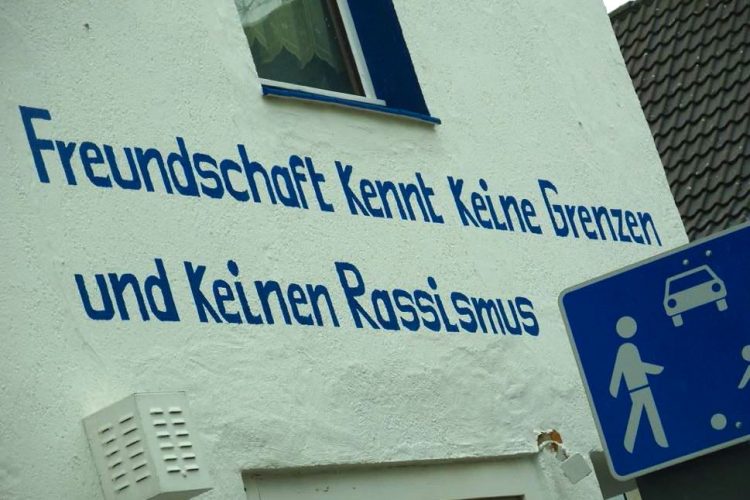 Freundschaft kennt keine Grenzen
und keinen Rassismus